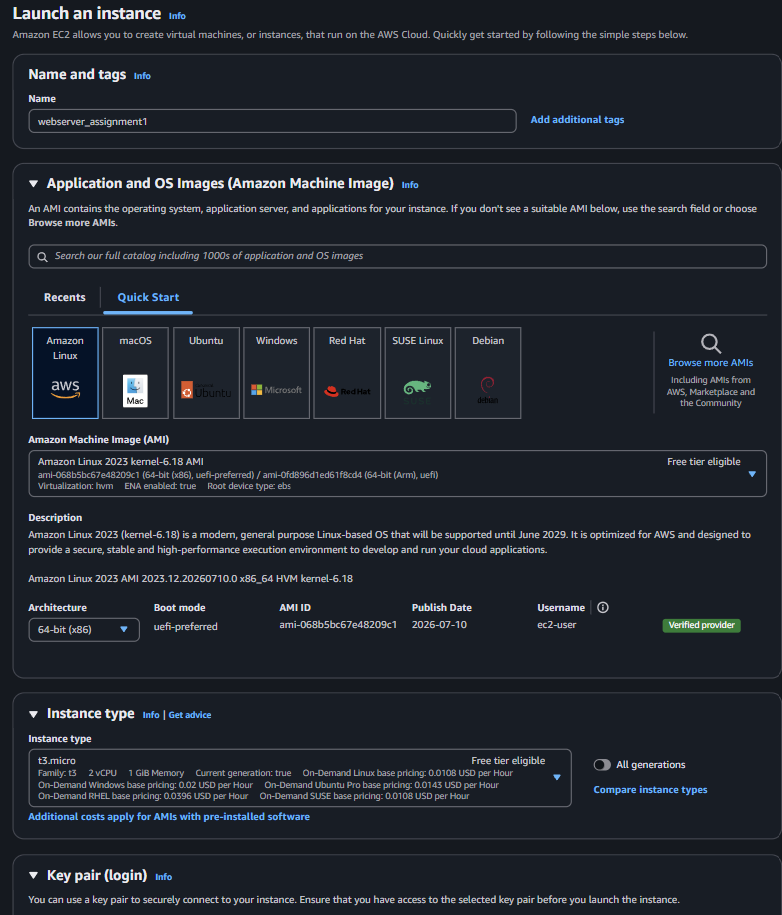 Launch an instance Info
Amazon EC2 allows you to create virtual machines, or instances, that run on the AWS Cloud. Quickly get started by following the simple steps below.
Name and tags Info
Name
webserver_assignment1
Add additional tags
Application and OS Images (Amazon Machine Image) Info
An AMI contains the operating system, application server, and applications for your instance. If you don't see a suitable AMI below, use the search field or choose
Browse more AMIs.
Search our full catalog including 1000s of application and OS images
Recents Quick Start
Amazon Linux
aws
macOS
Mac
Ubuntu
Ubuntu
Windows
Microsoft
Red Hat
Red Hat
SUSE Linux
Debian
debian
Browse more AMIs
Including AMIs from
AWS, Marketplace and
the Community
Amazon Machine Image (AMI)
Amazon Linux 2023 kernel-6.18 AMI Free tier eligible
ami-068b5bc67e48209c1 (64-bit (x86), uefi-preferred) / ami-0fd896d1ed61f8cd4 (64-bit (Arm), uefi)
Virtualization: hvm ENA enabled: true Root device type: ebs
Description
Amazon Linux 2023 (kernel-6.18) is a modern, general purpose Linux-based OS that will be supported until June 2029. It is optimized for AWS and designed to
provide a secure, stable and high-performance execution environment to develop and run your cloud applications.
Amazon Linux 2023 AMI 2023.12.20260710.0 x86_64 HVM kernel-6.18
Architecture Boot mode AMI ID Publish Date Username
64-bit (x86) uefi-preferred ami-068b5bc67e48209c1 2026-07-10 ec2-user Verified provider
Instance type Info | Get advice
Instance type
t3.micro Free tier eligible
Family: t3 2 vCPU 1 GiB Memory Current generation: true On-Demand Linux base pricing: 0.0108 USD per Hour
On-Demand Windows base pricing: 0.02 USD per Hour On-Demand Ubuntu Pro base pricing: 0.0143 USD per Hour
On-Demand RHEL base pricing: 0.0396 USD per Hour On-Demand SUSE base pricing: 0.0108 USD per Hour
All generations
Compare instance types
Additional costs apply for AMIs with pre-installed software
Key pair (login) Info
You can use a key pair to securely connect to your instance. Ensure that you have access to the selected key pair before you launch the instance.